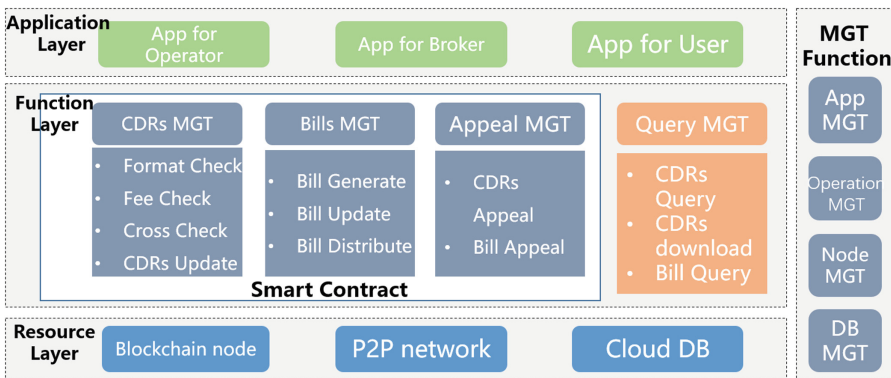 Application
Layer
App for
Operator
App for Broker
App for User
Function
Layer
CDRs MGT
• Format Check
• Fee Check
• Cross Check
• CDRs Update
Bills MGT
• Bill Generate
• Bill Update
• Bill Distribute
Appeal MGT
• CDRs
Appeal
• Bill Appeal
Query MGT
• CDRs
Query
• CDRs
download
• Bill Query
Smart Contract
Resource
Layer
Blockchain node
P2P network
Cloud DB
MGT
Function
App
MGT
Operation
MGT
Node
MGT
DB
MGT